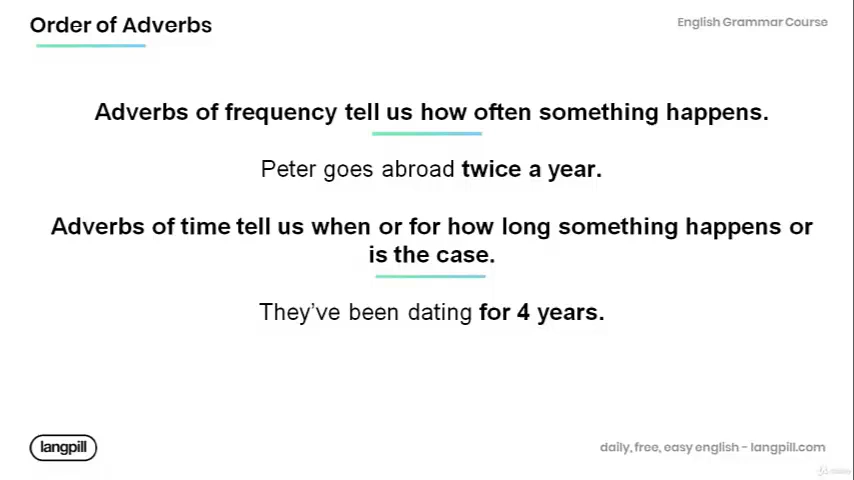 Order of Adverbs
English Grammar Course
Adverbs of frequency tell us how often something happens.
Peter goes abroad twice a year.
Adverbs of time tell us when or for how long something happens or
is the case.
They’ve been dating for 4 years.
langpill
daily, free, easy english - langpill.com